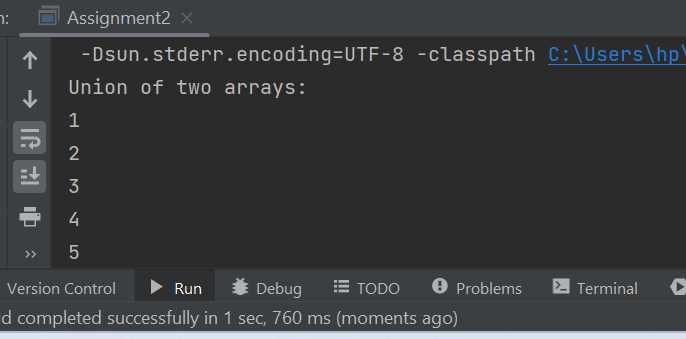 Assignment2
-Dsun.stderr.encoding=UTF-8 -classpath C:\Users\hp\
Union of two arrays:
1
2
3
4
5
Version Control Run Debug TODO Problems Terminal
d completed successfully in 1 sec, 760 ms (moments ago)